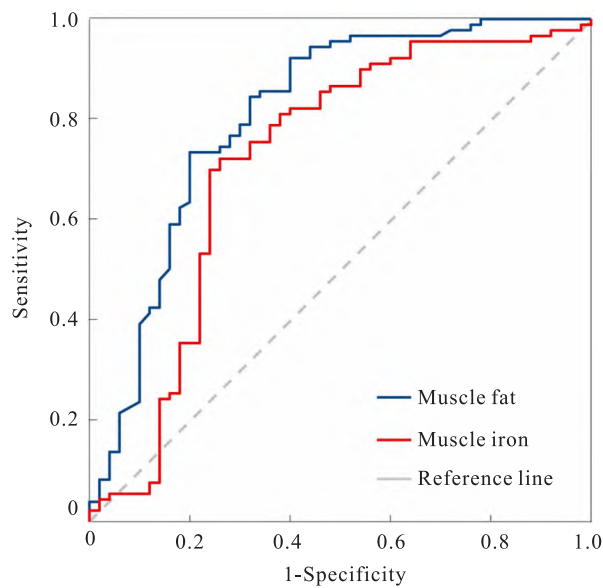 1.0
0.8
0.6
0.4
0.2
0
Sensitivity
Muscle fat
Muscle iron
Reference line
0 0.2 0.4 0.6 0.8 1.0
1-Specificity